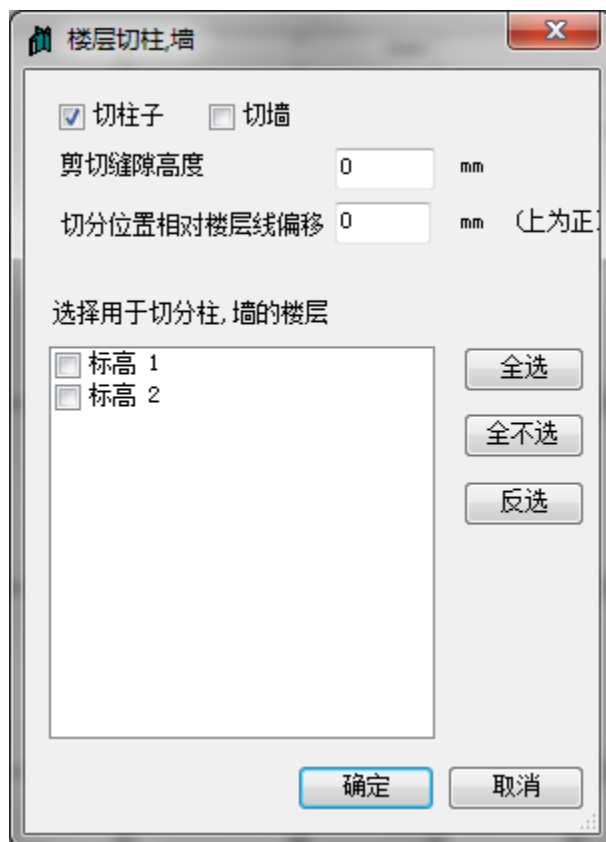 楼层切柱,墙
切柱子 切墙
剪切缝隙高度 0 mm
切分位置相对楼层线偏移 0 mm (上为正
选择用于切分柱,墙的楼层
标高 1
标高 2
全选
全不选
反选
确定 取消